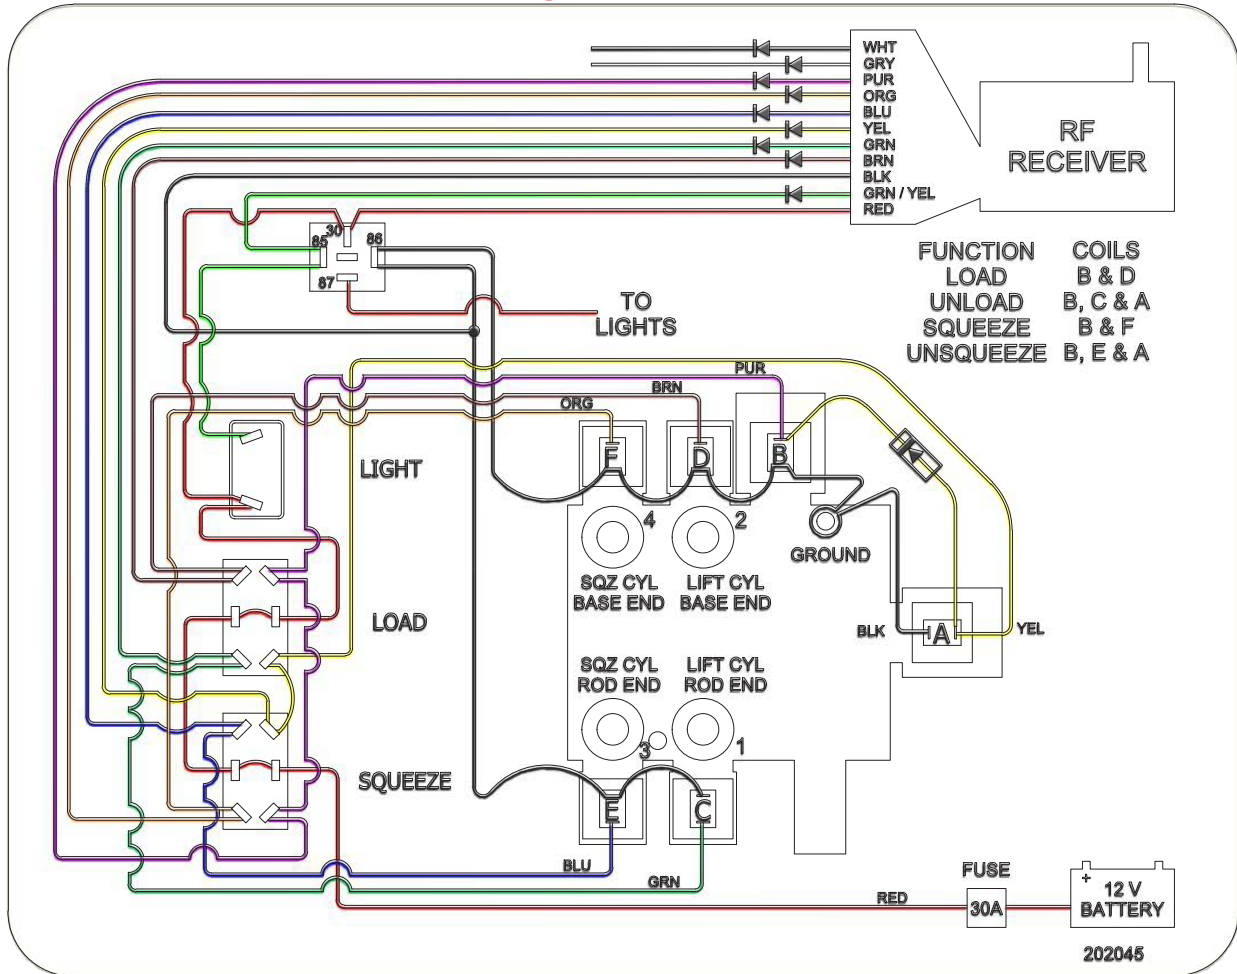 WHT
GRY
PUR
ORG
BLU
YEL
GRN
BRN
BLK
GRN / YEL
RED
RF
RECEIVER
30
85
86
87
TO
LIGHTS
FUNCTION COILS
LOAD B & D
UNLOAD B, C & A
SQUEEZE B & F
UNSQUEEZE B, E & A
PUR
BRN
ORG
LIGHT
F
D
B
4
2
GROUND
SQZ CYL
BASE END
LIFT CYL
BASE END
LOAD
BLK
A
YEL
SQZ CYL
ROD END
LIFT CYL
ROD END
3
1
SQUEEZE
E
C
BLU
GRN
RED
FUSE
30A
+
12 V
BATTERY
202045